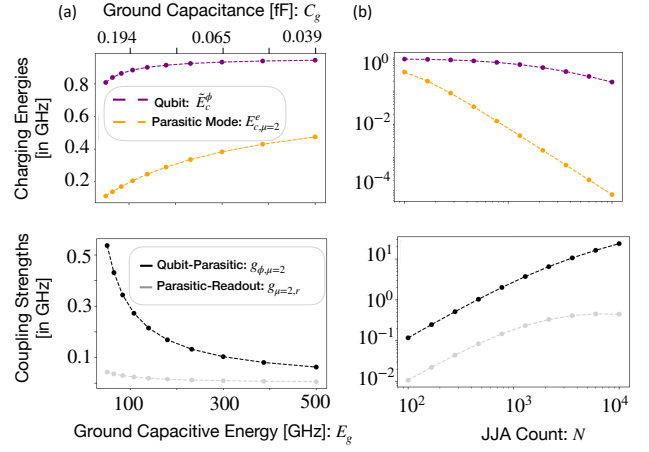 (a)
Ground Capacitance [fF]: C_g
(b)
0.194
0.065
0.039
Charging Energies
[in GHz]
0.8
0.6
0.4
0.2
Qubit: Ẽ_c^ϕ
Parasitic Mode: E^e_{c,μ=2}
10^0
10^{-2}
10^{-4}
Coupling Strengths
[in GHz]
0.5
0.3
0.1
Qubit-Parasitic: g_{ϕ,μ=2}
Parasitic-Readout: g_{μ=2,r}
10^1
10^0
10^{-1}
10^{-2}
100
300
500
10^2
10^3
10^4
Ground Capacitive Energy [GHz]: E_g
JJA Count: N